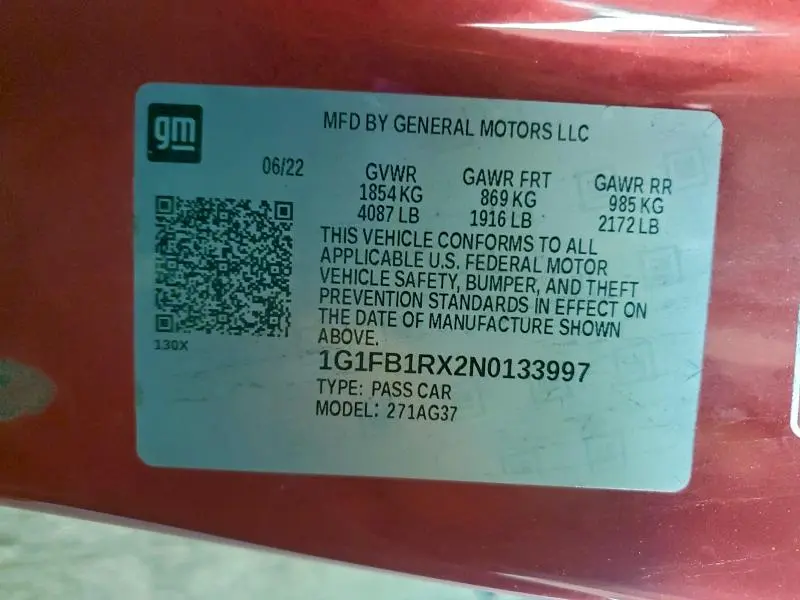 gm
MFD BY GENERAL MOTORS LLC
06/22
GVWR GAWR FRT GAWR RR
1854 KG 869 KG 985 KG
4087 LB 1916 LB 2172 LB
THIS VEHICLE CONFORMS TO ALL
APPLICABLE U.S. FEDERAL MOTOR
VEHICLE SAFETY, BUMPER, AND THEFT
PREVENTION STANDARDS IN EFFECT ON
THE DATE OF MANUFACTURE SHOWN
ABOVE.
130X
1G1FB1RX2N0133997
TYPE: PASS CAR
MODEL: 271AG37